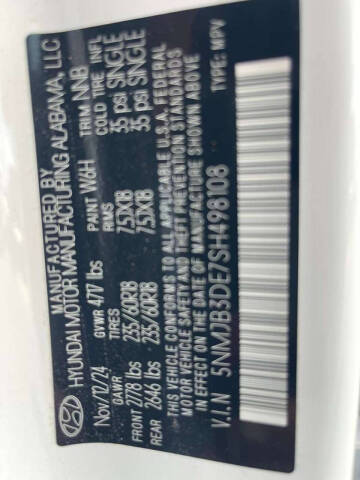 MANUFACTURED BY
HYUNDAI MOTOR MANUFACTURING ALABAMA, LLC
Nov/12/24 PAINT W6H TRIM NNB
GVWR 4717 lbs
GAWR TIRES RIMS COLD TIRE INFL
FRONT 2778 lbs 235/60R18 7.5JX18 35 psi SINGLE
REAR 2646 lbs 235/60R18 7.5JX18 35 psi SINGLE
THIS VEHICLE CONFORMS TO ALL APPLICABLE U.S.A. FEDERAL
MOTOR VEHICLE SAFETY AND THEFT PREVENTION STANDARDS
IN EFFECT ON THE DATE OF MANUFACTURE SHOWN ABOVE
V.I.N 5NMJB3DE7SH498108 TYPE: MPV